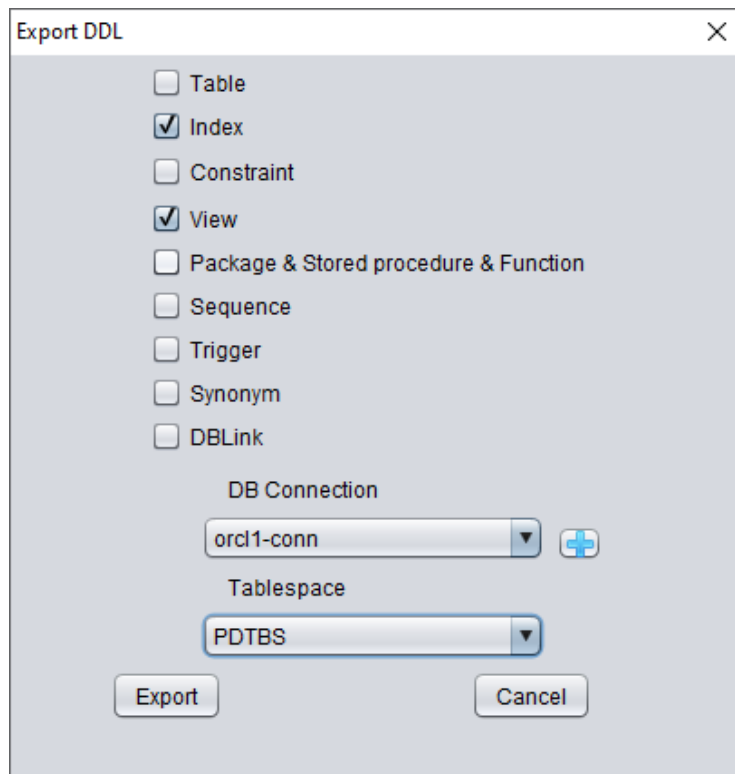 Export DDL
Table
Index
Constraint
View
Package & Stored procedure & Function
Sequence
Trigger
Synonym
DBLink
DB Connection
orcl1-conn
Tablespace
PDTBS
Export Cancel